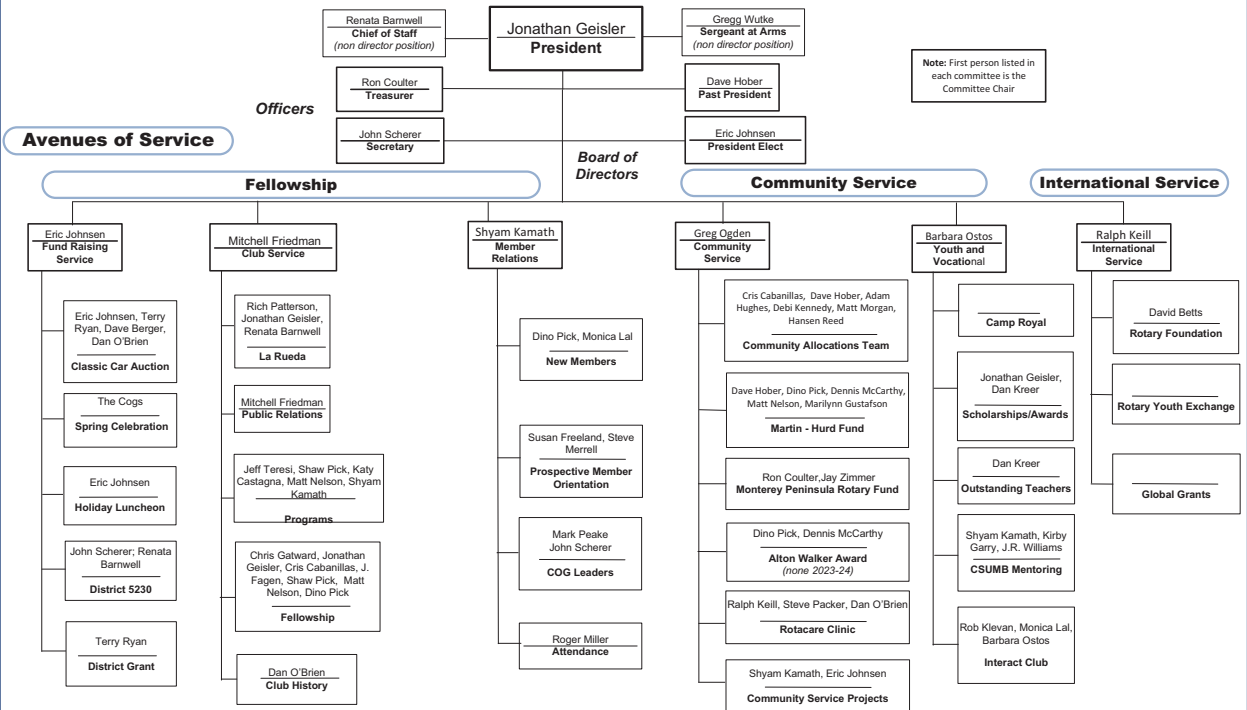 Renata Barnwell
Chief of Staff
(non director position)
Jonathan Geisler
President
Gregg Wutke
Sergeant at Arms
(non director position)
Note: First person listed in
each committee is the
Committee Chair
Ron Coulter
Treasurer
Dave Hober
Past President
Officers
John Scherer
Secretary
Eric Johnsen
President Elect
Avenues of Service
Board of
Directors
Fellowship
Community Service
International Service
Eric Johnsen
Fund Raising
Service
Eric Johnsen, Terry
Ryan, Dave Berger,
Dan O'Brien
Classic Car Auction
The Cogs
Spring Celebration
Eric Johnsen
Holiday Luncheon
John Scherer; Renata
Barnwell
District 5230
Terry Ryan
District Grant
Mitchell Friedman
Club Service
Rich Patterson,
Jonathan Geisler,
Renata Barnwell
La Rueda
Mitchell Friedman
Public Relations
Jeff Teresi, Shaw Pick, Katy
Castagna, Matt Nelson, Shyam
Kamath
Programs
Chris Gatward, Jonathan
Geisler, Cris Cabanillas, J.
Fagen, Shaw Pick, Matt
Nelson, Dino Pick
Fellowship
Dan O'Brien
Club History
Shyam Kamath
Member
Relations
Dino Pick, Monica Lal
New Members
Susan Freeland, Steve
Merrell
Prospective Member
Orientation
Mark Peake
John Scherer
COG Leaders
Roger Miller
Attendance
Greg Ogden
Community
Service
Cris Cabanillas, Dave Hober, Adam
Hughes, Debi Kennedy, Matt Morgan,
Hansen Reed
Community Allocations Team
Dave Hober, Dino Pick, Dennis McCarthy,
Matt Nelson, Marilynn Gustafson
Martin - Hurd Fund
Ron Coulter,Jay Zimmer
Monterey Peninsula Rotary Fund
Dino Pick, Dennis McCarthy
Alton Walker Award
(none 2023-24)
Ralph Keill, Steve Packer, Dan O'Brien
Rotacare Clinic
Shyam Kamath, Eric Johnsen
Community Service Projects
Barbara Ostos
Youth and
Vocational
Camp Royal
Jonathan Geisler,
Dan Kreer
Scholarships/Awards
Dan Kreer
Outstanding Teachers
Shyam Kamath, Kirby
Garry, J.R. Williams
CSUMB Mentoring
Rob Klevan, Monica Lal,
Barbara Ostos
Interact Club
Ralph Keill
International
Service
David Betts
Rotary Foundation
Rotary Youth Exchange
Global Grants